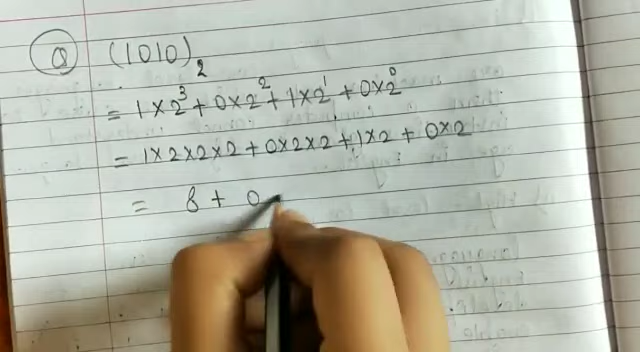 Q (1010)₂
= 1×2³+0×2²+1×2¹+0×2⁰
= 1×2×2×2+0×2×2+1×2+0×2
= 8+0